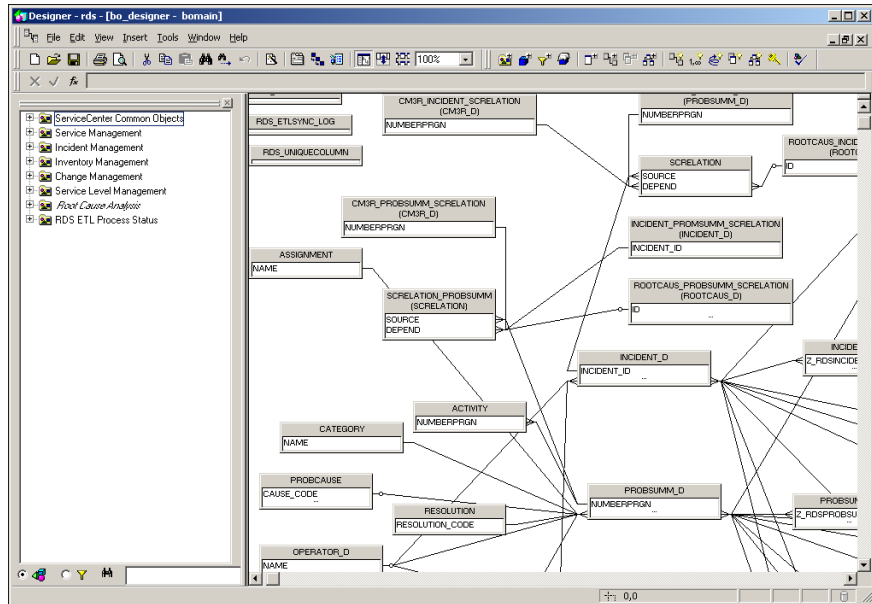 Designer - rds - [bo_designer - bomain]
File Edit View Insert Tools Window Help
100%
ServiceCenter Common Objects
Service Management
Incident Management
Inventory Management
Change Management
Service Level Management
Root Cause Analysis
RDS ETL Process Status
CM3R_INCIDENT_SCRELATION
(CM3R_D)
NUMBERPRGN
(PROBSUMM_D)
NUMBERPRGN
RDS_ETLSYNC_LOG
RDS_UNIQUECOLUMN
SCRELATION
SOURCE
DEPEND
ROOTCAUS_INCID
(ROOTC
ID
CM3R_PROBSUMM_SCRELATION
(CM3R_D)
NUMBERPRGN
INCIDENT_PROMSUMM_SCRELATION
(INCIDENT_D)
INCIDENT_ID
ASSIGNMENT
NAME
SCRELATION_PROBSUMM
(SCRELATION)
SOURCE
DEPEND
ROOTCAUS_PROBSUMM_SCRELATION
(ROOTCAUS_D)
ID
...
INCIDENT_D
INCIDENT_ID
...
INCIDE
Z_RDSINCIDE
...
ACTIVITY
NUMBERPRGN
CATEGORY
NAME
PROBCAUSE
CAUSE_CODE
...
PROBSUMM_D
NUMBERPRGN
...
PROBSUM
Z_RDSPROBSU
...
RESOLUTION
RESOLUTION_CODE
OPERATOR_D
NAME
0,0